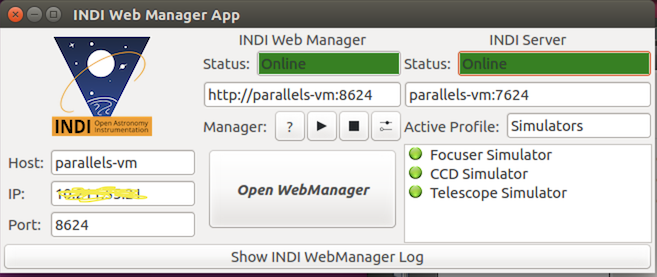 INDI Web Manager App
INDI Web Manager
Status: Online
http://parallels-vm:8624
Manager: ?
INDI Server
Status: Online
parallels-vm:7624
Active Profile: Simulators
Focuser Simulator
CCD Simulator
Telescope Simulator
INDI Open Astronomy
Instrumentation
Host: parallels-vm
IP:
Port: 8624
Open WebManager
Show INDI WebManager Log